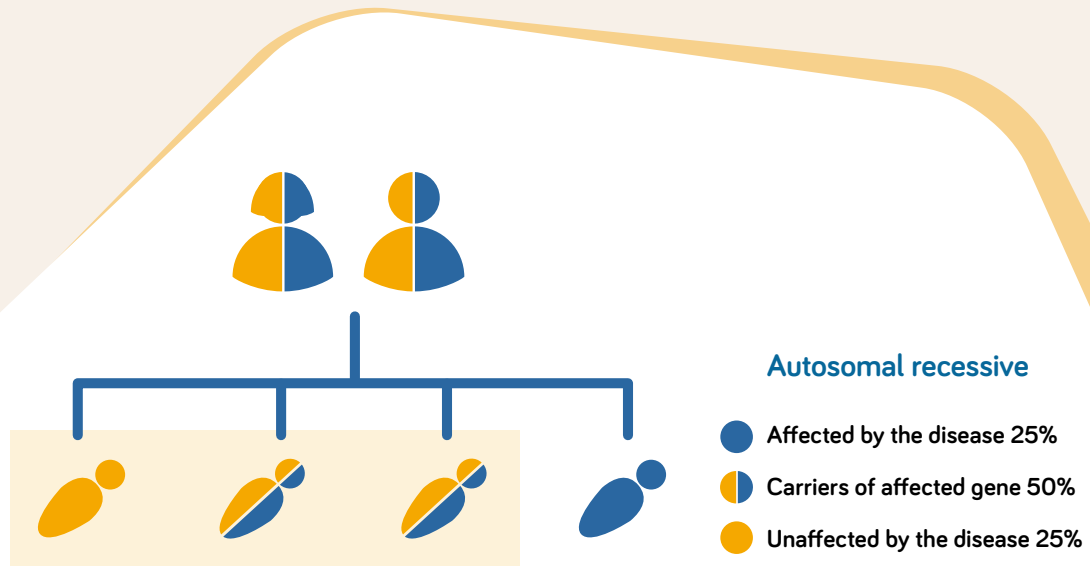 Autosomal recessive
Affected by the disease 25%
Carriers of affected gene 50%
Unaffected by the disease 25%